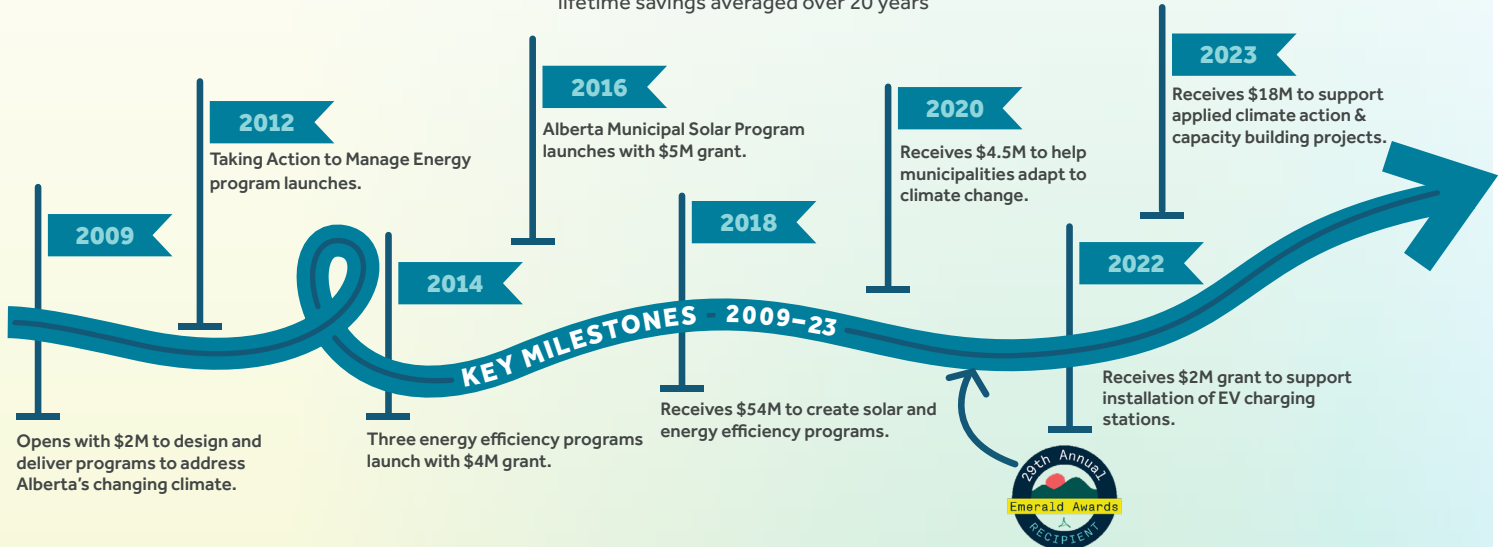 lifetime savings averaged over 20 years
2009
Opens with $2M to design and
deliver programs to address
Alberta's changing climate.
2012
Taking Action to Manage Energy
program launches.
2014
Three energy efficiency programs
launch with $4M grant.
2016
Alberta Municipal Solar Program
launches with $5M grant.
KEY MILESTONES - 2009–23
2018
Receives $54M to create solar and
energy efficiency programs.
2020
Receives $4.5M to help
municipalities adapt to
climate change.
2022
Receives $2M grant to support
installation of EV charging
stations.
29th Annual
Emerald Awards
RECIPIENT
2023
Receives $18M to support
applied climate action &
capacity building projects.